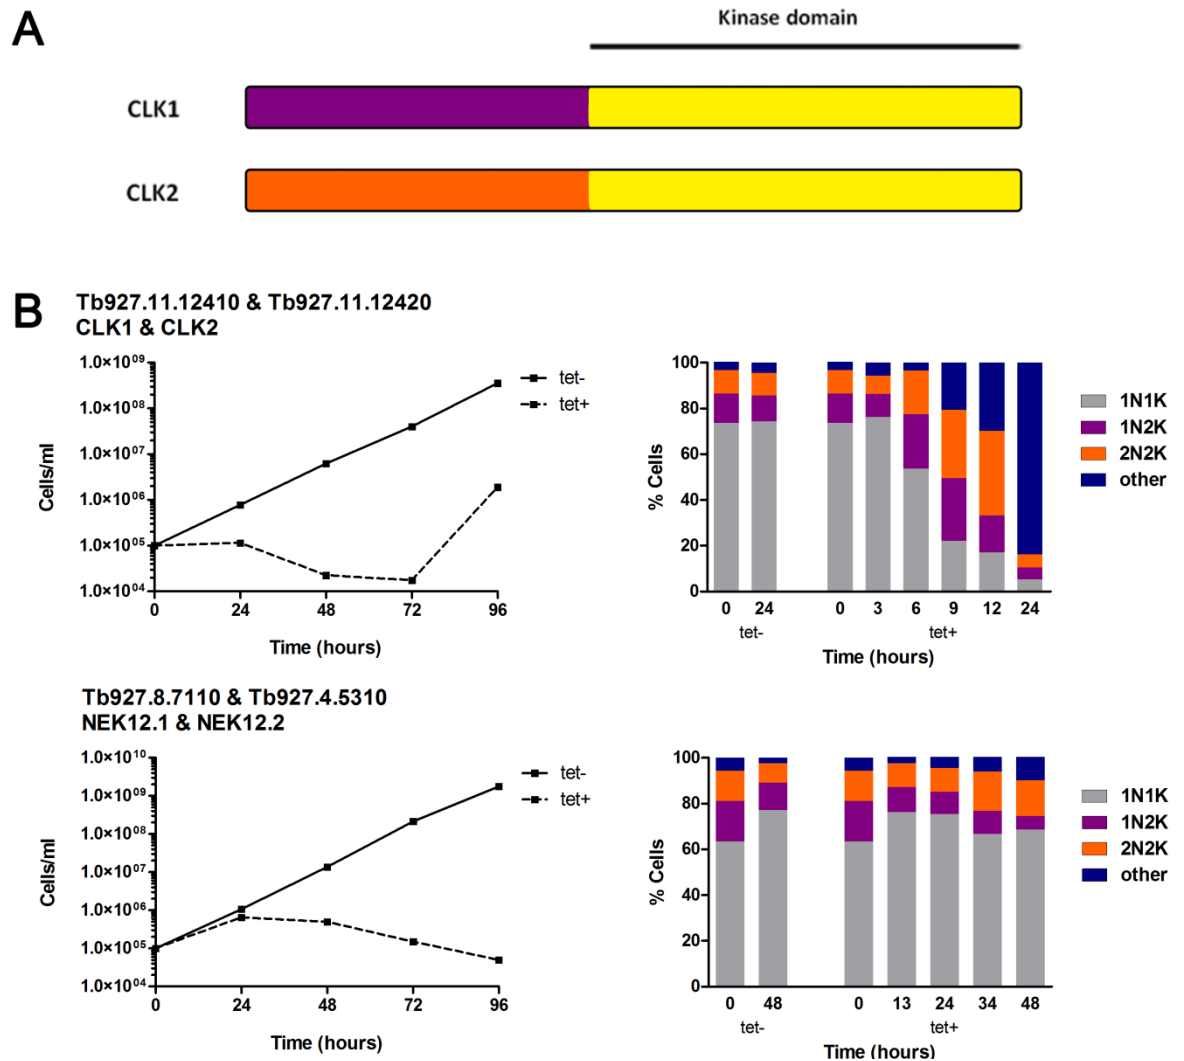 A
Kinase domain
CLK1
CLK2
B
Tb927.11.12410 & Tb927.11.12420
CLK1 & CLK2
1.0×10⁰⁹
1.0×10⁰⁸
1.0×10⁰⁷
1.0×10⁰⁶
1.0×10⁰⁵
1.0×10⁰⁴
Cells/ml
0 24 48 72 96
Time (hours)
tet-
tet+
100
80
60
40
20
0
% Cells
0 24 0 3 6 9 12 24
tet- tet+
Time (hours)
1N1K
1N2K
2N2K
other
Tb927.8.7110 & Tb927.4.5310
NEK12.1 & NEK12.2
1.0×10¹⁰
1.0×10⁰⁹
1.0×10⁰⁸
1.0×10⁰⁷
1.0×10⁰⁶
1.0×10⁰⁵
1.0×10⁰⁴
Cells/ml
0 24 48 72 96
Time (hours)
tet-
tet+
100
80
60
40
20
0
% Cells
0 48 0 13 24 34 48
tet- tet+
Time (hours)
1N1K
1N2K
2N2K
other